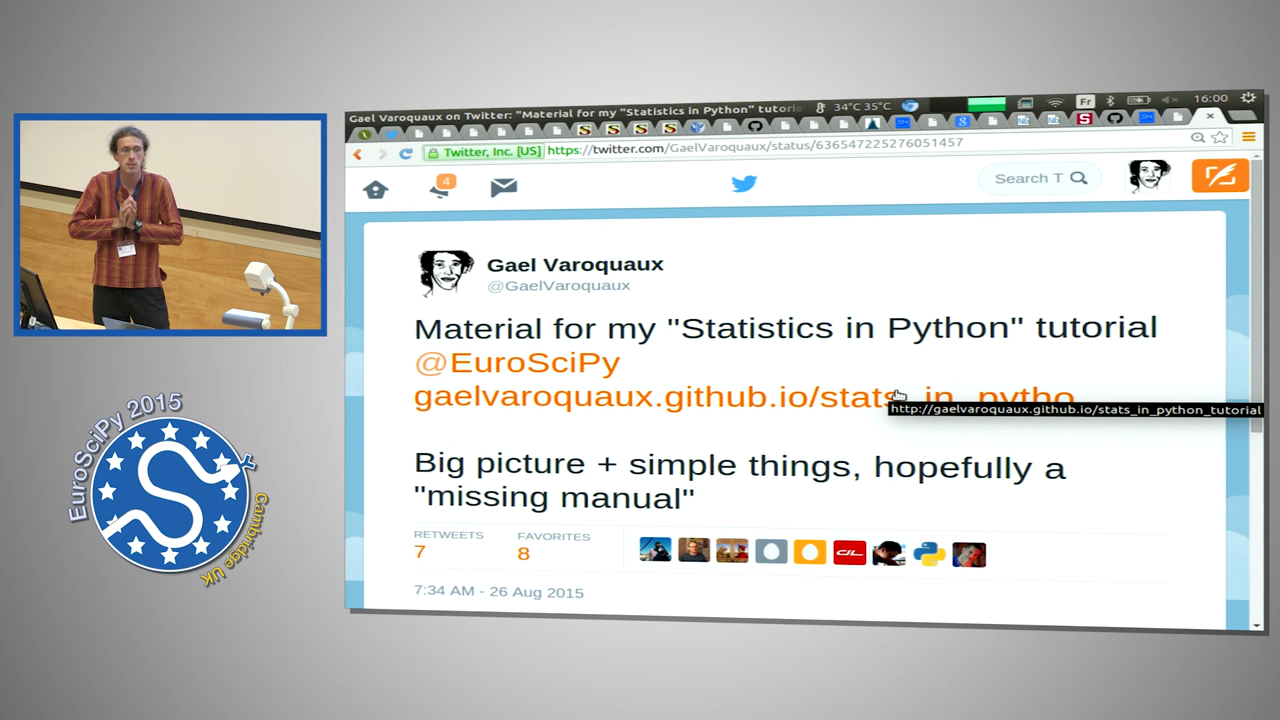 Gael Varoquaux on Twitter: "Material for my "Statistics in Python" tutoria
34°C 35°C
Fr
16:00
Twitter, Inc. [US]
https://twitter.com/GaelVaroquaux/status/636547225276051457
4
Search T
Gael Varoquaux
@GaelVaroquaux
Material for my "Statistics in Python" tutorial
@EuroSciPy
gaelvaroquaux.github.io/stats_in_pytho
http://gaelvaroquaux.github.io/stats_in_python_tutorial
Big picture + simple things, hopefully a
"missing manual"
RETWEETS
7
FAVORITES
8
7:34 AM - 26 Aug 2015
EuroSciPy 2015
Cambridge UK